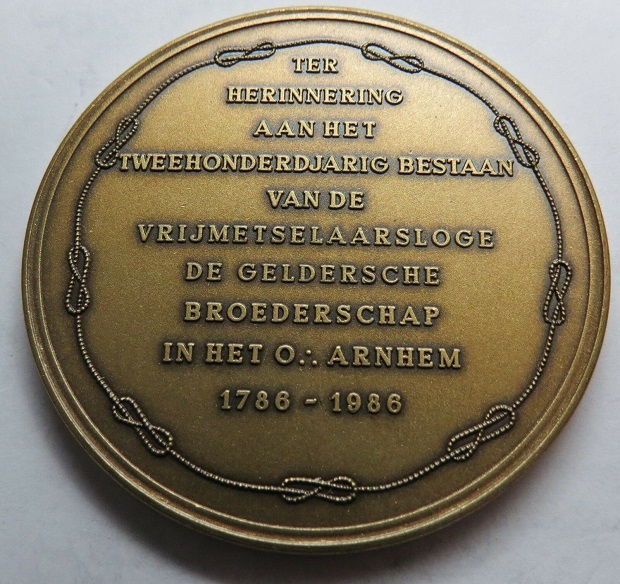 TER
HERINNERING
AAN HET
TWEEHONDERDJARIG BESTAAN
VAN DE
VRIJMETSELAARSLOGE
DE GELDERSCHE
BROEDERSCHAP
IN HET O∴ ARNHEM
1786 - 1986